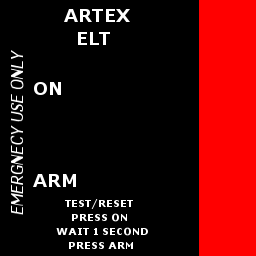 ARTEX
ELT
EMERGNECY USE ONLY
ON
ARM
TEST/RESET
PRESS ON
WAIT 1 SECOND
PRESS ARM